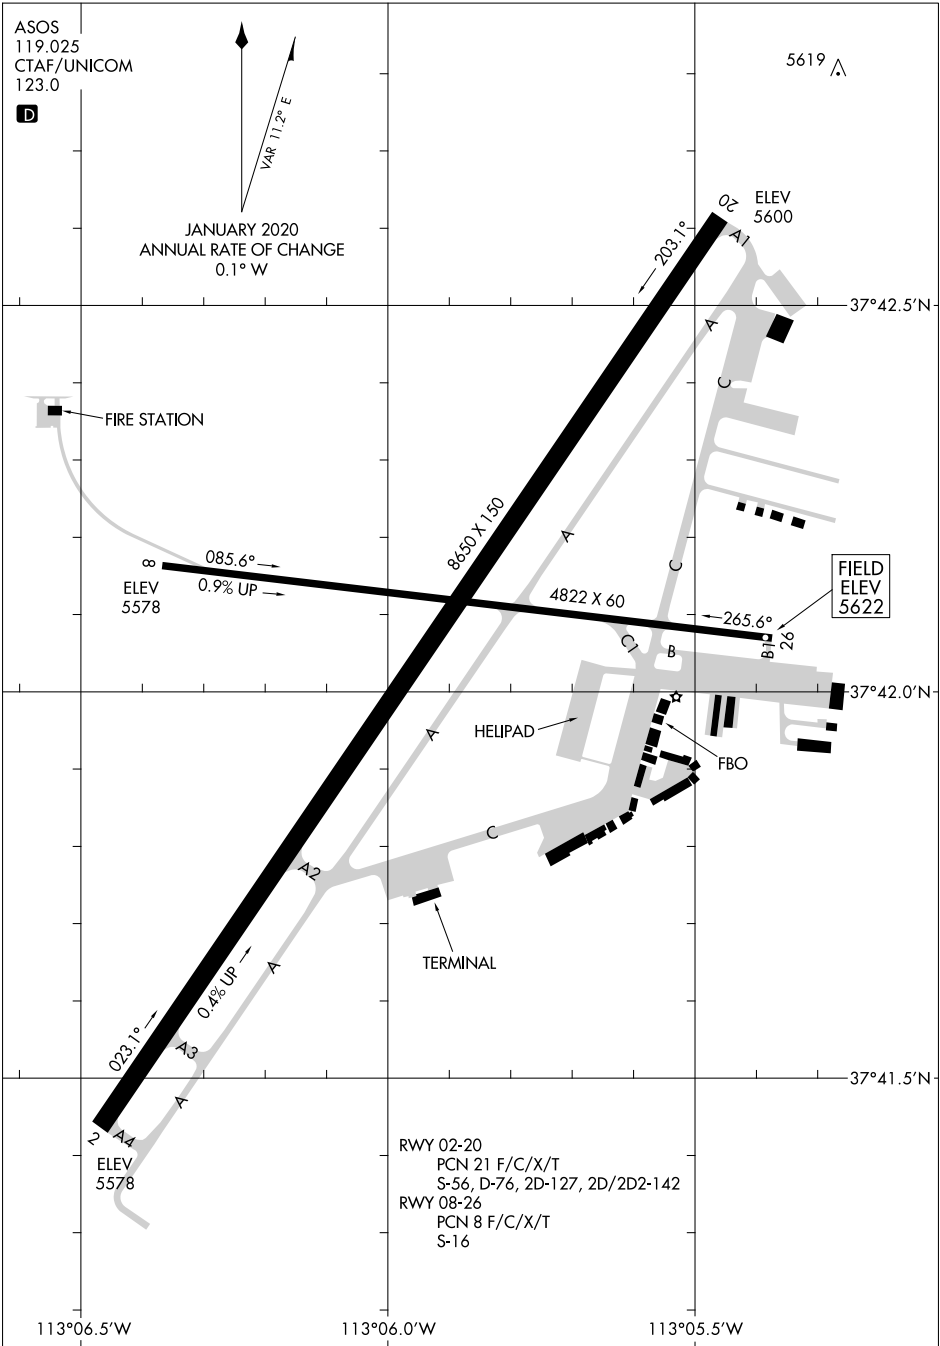 ASOS
119.025
CTAF/UNICOM
123.0
D
VAR 11.2° E
JANUARY 2020
ANNUAL RATE OF CHANGE
0.1° W
5619
20
ELEV
5600
A1
203.1°
37°42.5'N
A
C
FIRE STATION
8650 X 150
A
8
085.6°
0.9% UP
ELEV
5578
4822 X 60
C
265.6°
FIELD
ELEV
5622
26
B1
C1
B
37°42.0'N
HELIPAD
A
FBO
C
A2
TERMINAL
A
0.4% UP
023.1°
A3
37°41.5'N
A
2
A4
ELEV
5578
RWY 02-20
PCN 21 F/C/X/T
S-56, D-76, 2D-127, 2D/2D2-142
RWY 08-26
PCN 8 F/C/X/T
S-16
113°06.5'W
113°06.0'W
113°05.5'W